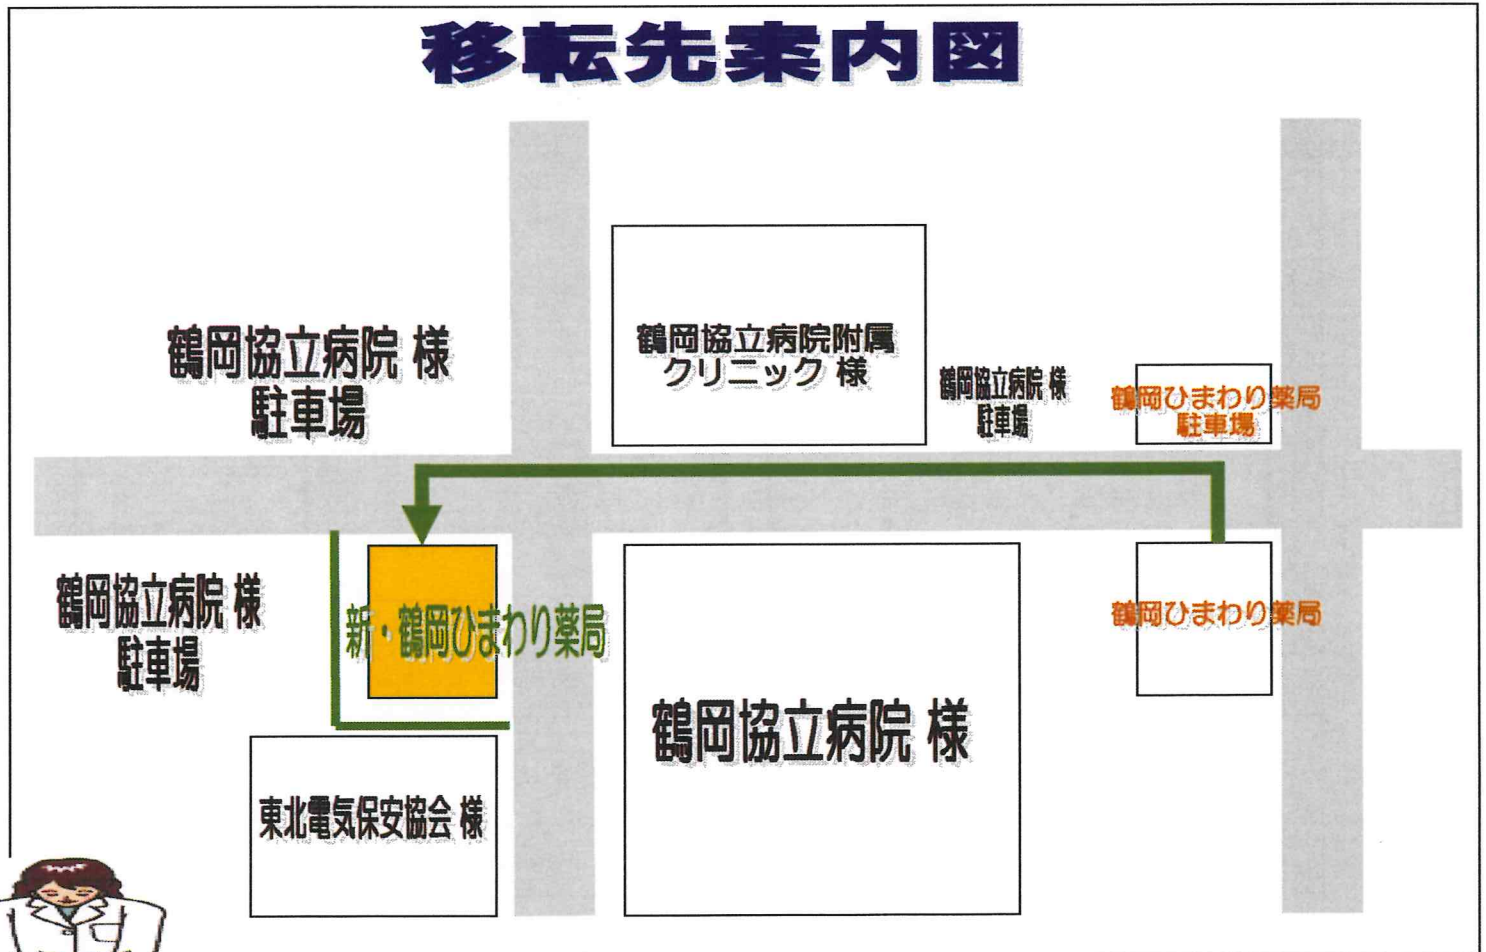 移転先案内図
鶴岡協立病院 様
駐車場
鶴岡協立病院附属
クリニック 様
鶴岡協立病院 様
駐車場
鶴岡ひまわり薬局
駐車場
鶴岡協立病院 様
駐車場
新・鶴岡ひまわり薬局
鶴岡協立病院 様
鶴岡ひまわり薬局
東北電気保安協会 様